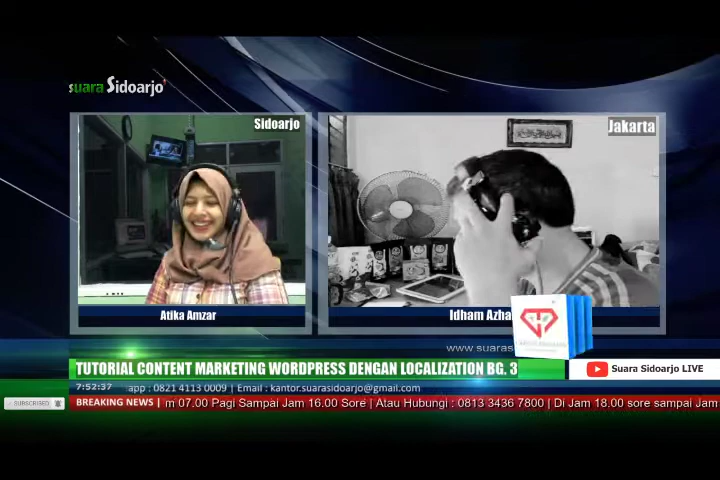 suara Sidoarjo
Sidoarjo
Jakarta
Atika Amzar
Idham Azha
www.suaras
TUTORIAL CONTENT MARKETING WORDPRESS DENGAN LOCALIZATION BG. 3
Suara Sidoarjo LIVE
7:52:37
app : 0821 4113 0009 | Email : kantor.suarasidoarjo@gmail.com
SUBSCRIBED
BREAKING NEWS | m 07.00 Pagi Sampai Jam 16.00 Sore | Atau Hubungi : 0813 3436 7800 | Di Jam 18.00 sore sampai Jam